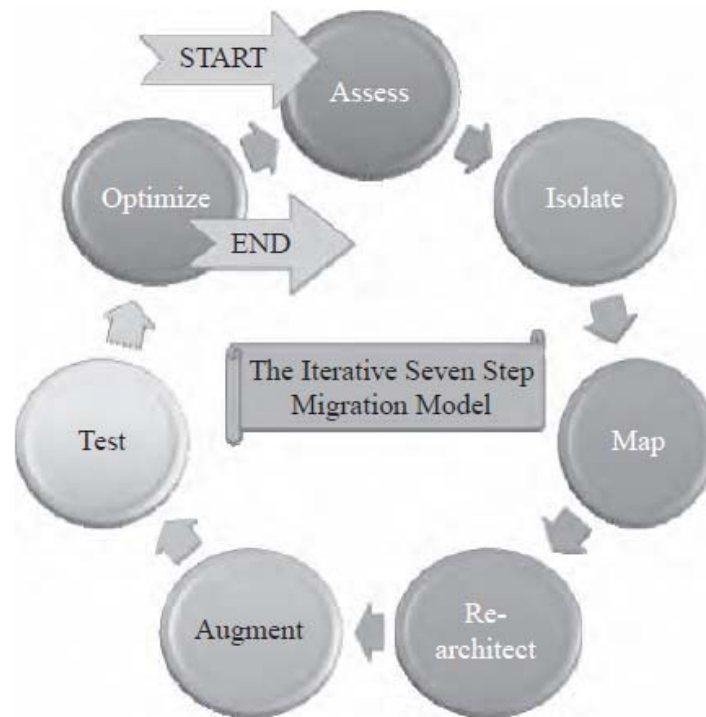 START
Assess
Isolate
Map
Re-
architect
Augment
Test
Optimize
END
The Iterative Seven Step
Migration Model